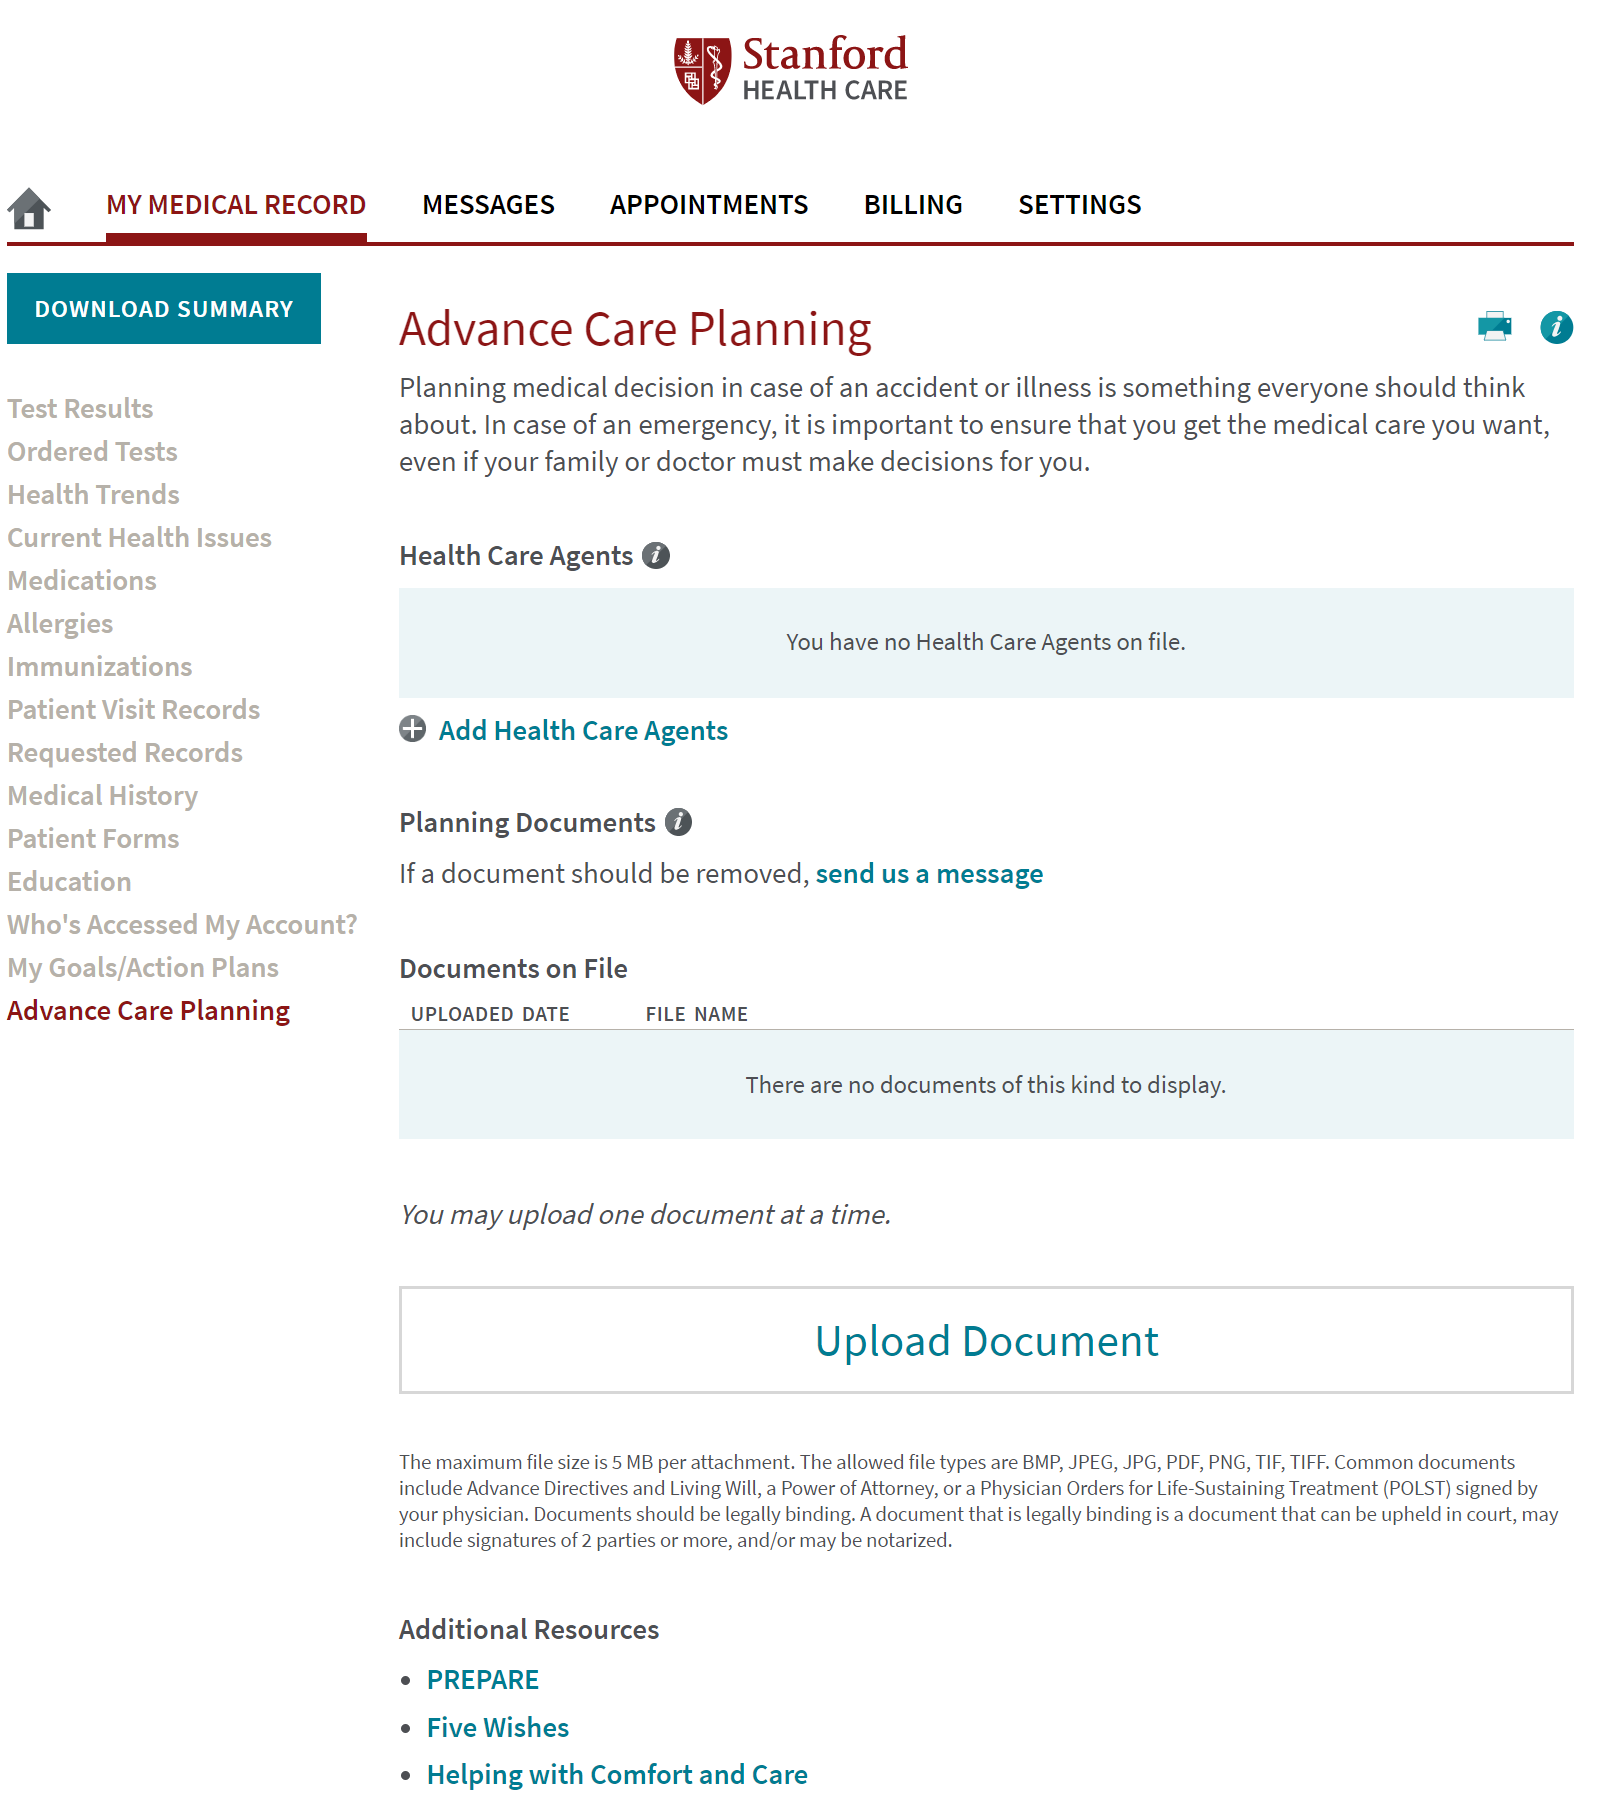 Stanford
HEALTH CARE
MY MEDICAL RECORD
MESSAGES
APPOINTMENTS
BILLING
SETTINGS
DOWNLOAD SUMMARY
Test Results
Ordered Tests
Health Trends
Current Health Issues
Medications
Allergies
Immunizations
Patient Visit Records
Requested Records
Medical History
Patient Forms
Education
Who's Accessed My Account?
My Goals/Action Plans
Advance Care Planning
Advance Care Planning
Planning medical decision in case of an accident or illness is something everyone should think
about. In case of an emergency, it is important to ensure that you get the medical care you want,
even if your family or doctor must make decisions for you.
Health Care Agents
You have no Health Care Agents on file.
Add Health Care Agents
Planning Documents
If a document should be removed, send us a message
Documents on File
UPLOADED DATE FILE NAME
There are no documents of this kind to display.
You may upload one document at a time.
Upload Document
The maximum file size is 5 MB per attachment. The allowed file types are BMP, JPEG, JPG, PDF, PNG, TIF, TIFF. Common documents
include Advance Directives and Living Will, a Power of Attorney, or a Physician Orders for Life-Sustaining Treatment (POLST) signed by
your physician. Documents should be legally binding. A document that is legally binding is a document that can be upheld in court, may
include signatures of 2 parties or more, and/or may be notarized.
Additional Resources
• PREPARE
• Five Wishes
• Helping with Comfort and Care